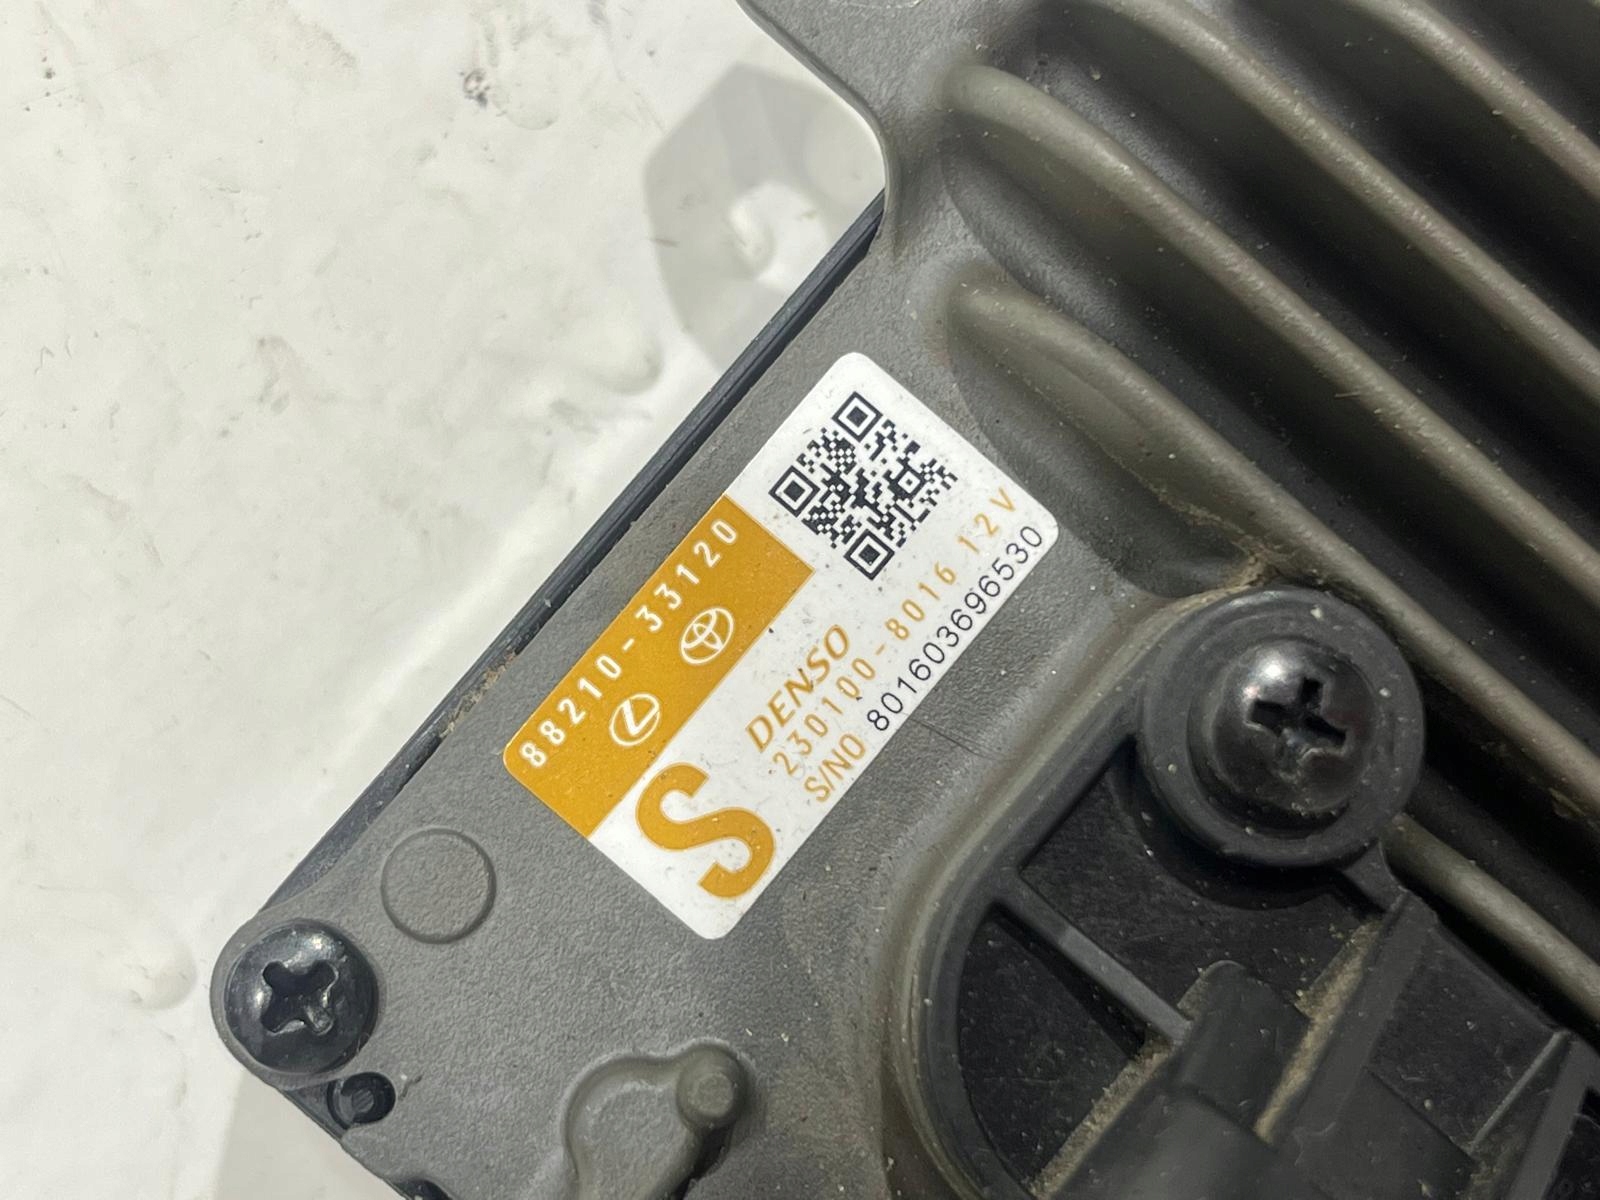 88210-33120
DENSO
230100-8016 12V
S/NO 801603696530
S